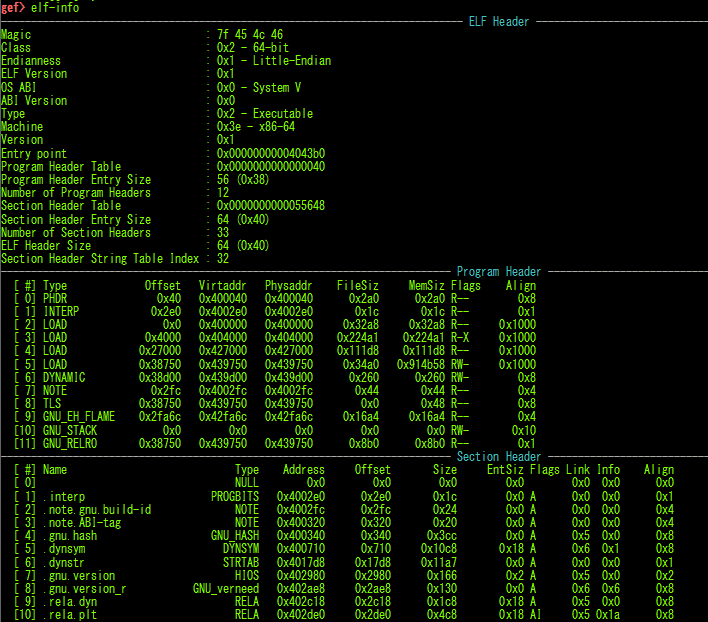 gef> elf-info
ELF Header
Magic : 7f 45 4c 46
Class : 0x2 - 64-bit
Endianness : 0x1 - Little-Endian
ELF Version : 0x1
OS ABI : 0x0 - System V
ABI Version : 0x0
Type : 0x2 - Executable
Machine : 0x3e - x86-64
Version : 0x1
Entry point : 0x00000000004043b0
Program Header Table : 0x0000000000000040
Program Header Entry Size : 56 (0x38)
Number of Program Headers : 12
Section Header Table : 0x0000000000055648
Section Header Entry Size : 64 (0x40)
Number of Section Headers : 33
ELF Header Size : 64 (0x40)
Section Header String Table Index : 32
Program Header
[ #] Type Offset Virtaddr Physaddr FileSiz MemSiz Flags Align
[ 0] PHDR 0x40 0x400040 0x400040 0x2a0 0x2a0 R-- 0x8
[ 1] INTERP 0x2e0 0x4002e0 0x4002e0 0x1c 0x1c R-- 0x1
[ 2] LOAD 0x0 0x400000 0x400000 0x32a8 0x32a8 R-- 0x1000
[ 3] LOAD 0x4000 0x404000 0x404000 0x224a1 0x224a1 R-X 0x1000
[ 4] LOAD 0x27000 0x427000 0x427000 0x111d8 0x111d8 R-- 0x1000
[ 5] LOAD 0x38750 0x439750 0x439750 0x34a0 0x914b58 RW- 0x1000
[ 6] DYNAMIC 0x38d00 0x439d00 0x439d00 0x260 0x260 RW- 0x8
[ 7] NOTE 0x2fc 0x4002fc 0x4002fc 0x44 0x44 R-- 0x4
[ 8] TLS 0x38750 0x439750 0x439750 0x0 0x48 R-- 0x8
[ 9] GNU_EH_FLAME 0x2fa6c 0x42fa6c 0x42fa6c 0x16a4 0x16a4 R-- 0x4
[10] GNU_STACK 0x0 0x0 0x0 0x0 0x0 RW- 0x10
[11] GNU_RELRO 0x38750 0x439750 0x439750 0x8b0 0x8b0 R-- 0x1
Section Header
[ #] Name Type Address Offset Size EntSiz Flags Link Info Align
[ 0] NULL 0x0 0x0 0x0 0x0 0x0 0x0 0x0
[ 1] .interp PROGBITS 0x4002e0 0x2e0 0x1c 0x0 A 0x0 0x0 0x1
[ 2] .note.gnu.build-id NOTE 0x4002fc 0x2fc 0x24 0x0 A 0x0 0x0 0x4
[ 3] .note.ABI-tag NOTE 0x400320 0x320 0x20 0x0 A 0x0 0x0 0x4
[ 4] .gnu.hash GNU_HASH 0x400340 0x340 0x3cc 0x0 A 0x5 0x0 0x8
[ 5] .dynsym DYNSYM 0x400710 0x710 0x10c8 0x18 A 0x6 0x1 0x8
[ 6] .dynstr STRTAB 0x4017d8 0x17d8 0x11a7 0x0 A 0x0 0x0 0x1
[ 7] .gnu.version HIOS 0x402980 0x2980 0x166 0x2 A 0x5 0x0 0x2
[ 8] .gnu.version_r GNU_verneed 0x402ae8 0x2ae8 0x130 0x0 A 0x6 0x6 0x8
[ 9] .rela.dyn RELA 0x402c18 0x2c18 0x1c8 0x18 A 0x5 0x0 0x8
[10] .rela.plt RELA 0x402de0 0x2de0 0x4c8 0x18 AI 0x5 0x1a 0x8